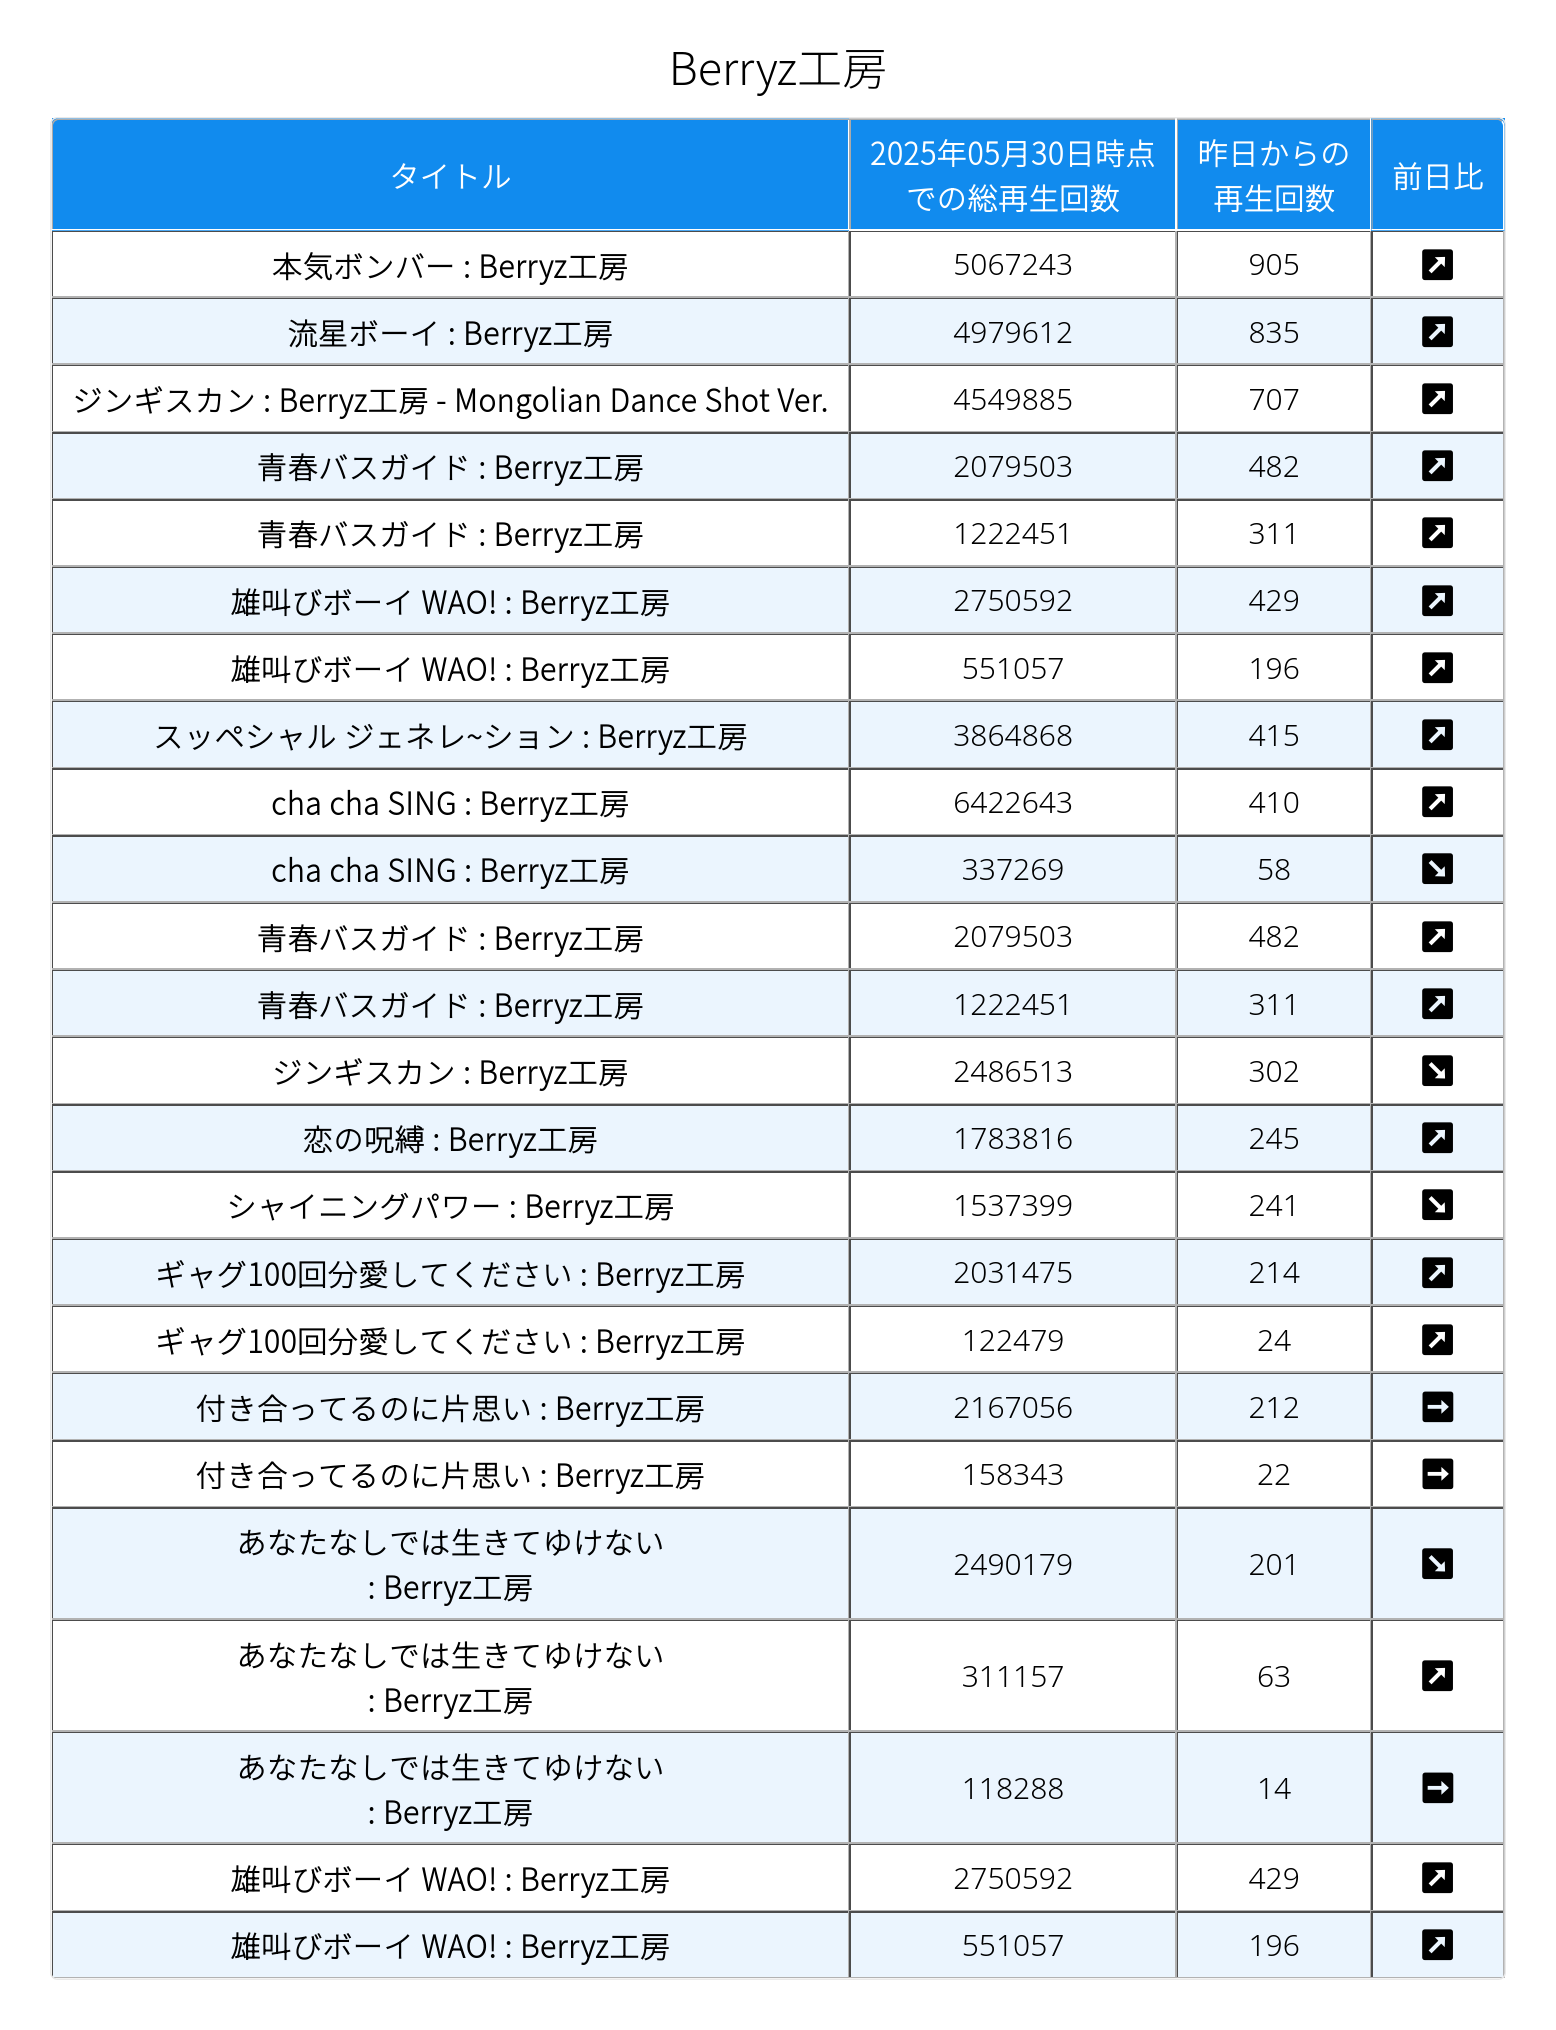 Berryz工房
タイトル 2025年05月30日時点 昨日からの 前日比
での総再生回数 再生回数
本気ボンバー : Berryz工房 5067243 905 ↗
流星ボーイ : Berryz工房 4979612 835 ↗
ジンギスカン : Berryz工房 - Mongolian Dance Shot Ver. 4549885 707 ↗
青春バスガイド : Berryz工房 2079503 482 ↗
青春バスガイド : Berryz工房 1222451 311 ↗
雄叫びボーイ WAO! : Berryz工房 2750592 429 ↗
雄叫びボーイ WAO! : Berryz工房 551057 196 ↗
スッペシャル ジェネレ~ション : Berryz工房 3864868 415 ↗
cha cha SING : Berryz工房 6422643 410 ↗
cha cha SING : Berryz工房 337269 58 ↘
青春バスガイド : Berryz工房 2079503 482 ↗
青春バスガイド : Berryz工房 1222451 311 ↗
ジンギスカン : Berryz工房 2486513 302 ↘
恋の呪縛 : Berryz工房 1783816 245 ↗
シャイニングパワー : Berryz工房 1537399 241 ↘
ギャグ100回分愛してください : Berryz工房 2031475 214 ↗
ギャグ100回分愛してください : Berryz工房 122479 24 ↗
付き合ってるのに片思い : Berryz工房 2167056 212 →
付き合ってるのに片思い : Berryz工房 158343 22 →
あなたなしでは生きてゆけない
: Berryz工房 2490179 201 ↘
あなたなしでは生きてゆけない
: Berryz工房 311157 63 ↗
あなたなしでは生きてゆけない
: Berryz工房 118288 14 →
雄叫びボーイ WAO! : Berryz工房 2750592 429 ↗
雄叫びボーイ WAO! : Berryz工房 551057 196 ↗